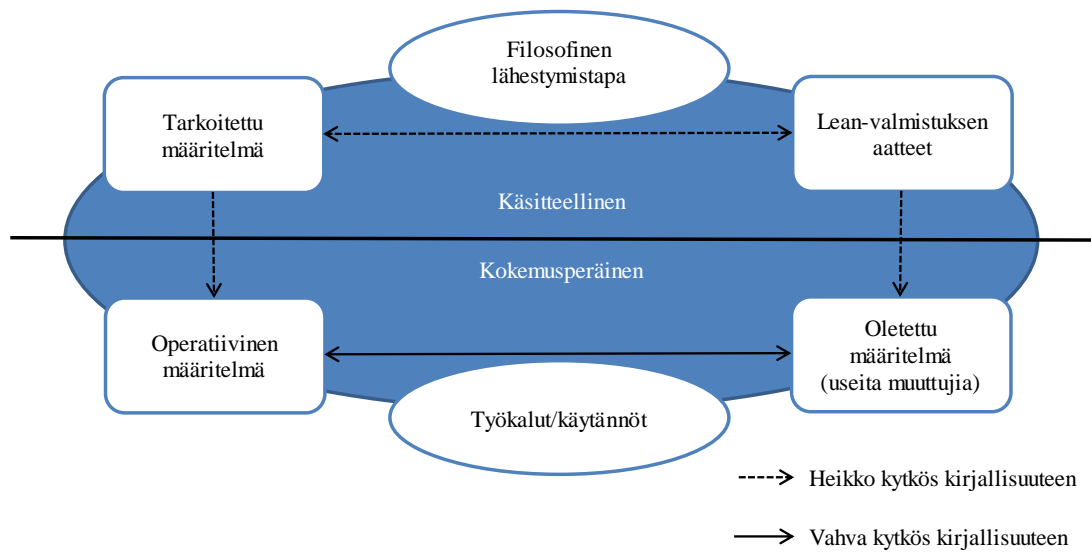 Filosofinen
lähestymistapa
Tarkoitettu
määritelmä
Lean-valmistuksen
aatteet
Käsitteellinen
Kokemusperäinen
Operatiivinen
määritelmä
Oletettu
määritelmä
(useita muuttujia)
Työkalut/käytännöt
Heikko kytkös kirjallisuuteen
Vahva kytkös kirjallisuuteen